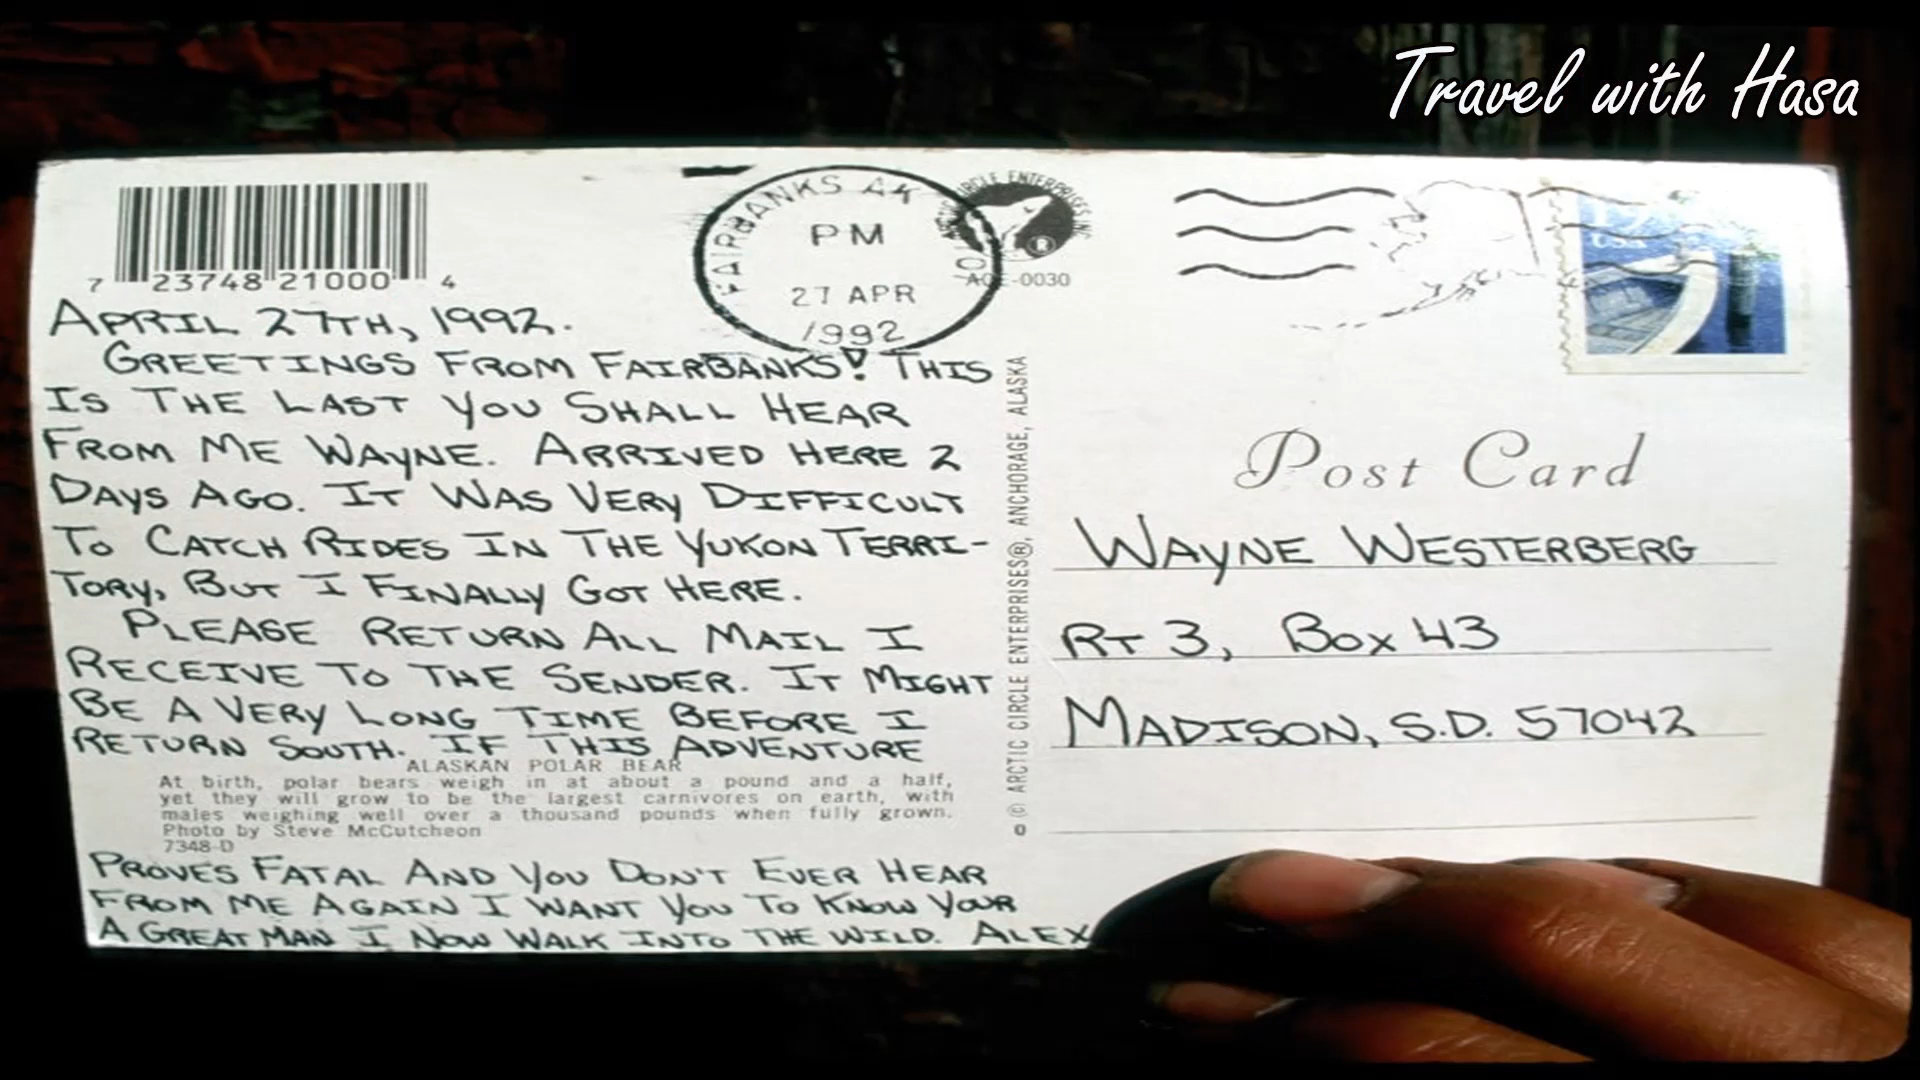 Travel with Hasa
7 23748 21000 4
FAIRBANKS AK
PM
27 APR
1992
ARCTIC CIRCLE ENTERPRISES INC
®
ACE-0030
USA
APRIL 27TH, 1992.
GREETINGS FROM FAIRBANKS! THIS
IS THE LAST YOU SHALL HEAR
FROM ME WAYNE. ARRIVED HERE 2
DAYS AGO. IT WAS VERY DIFFICULT
TO CATCH RIDES IN THE YUKON TERRI-
TORY, BUT I FINALLY GOT HERE.
PLEASE RETURN ALL MAIL I
RECEIVE TO THE SENDER. IT MIGHT
BE A VERY LONG TIME BEFORE I
RETURN SOUTH. IF THIS ADVENTURE
ALASKAN POLAR BEAR
At birth, polar bears weigh in at about a pound and a half,
yet they will grow to be the largest carnivores on earth, with
males weighing well over a thousand pounds when fully grown.
Photo by Steve McCutcheon
7348-D
PROVES FATAL AND YOU DON'T EVER HEAR
FROM ME AGAIN I WANT YOU TO KNOW YOUR
A GREAT MAN I NOW WALK INTO THE WILD. ALEX
© ARCTIC CIRCLE ENTERPRISES®, ANCHORAGE, ALASKA
Post Card
WAYNE WESTERBERG
RT 3, BOX 43
MADISON, S.D. 57042